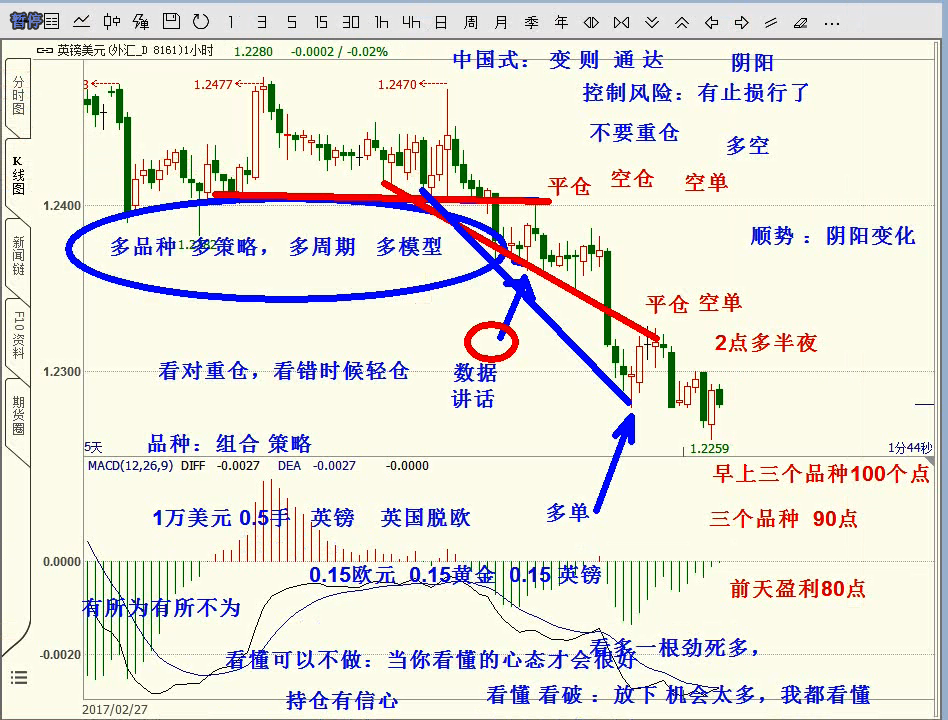 暂停 1 3 5 15 30 1h 4h 日 周 月 季 年
英镑美元(外汇_D 8161)1小时 1.2280 -0.0002 / -0.02%
中国式： 变 则 通 达 阴阳
控制风险：有止损行了
不要重仓 多空
分时图
K线图
新闻链
F10资料
期货圈
1.2477
1.2470
平仓 空仓 空单
1.2400
多品种 多策略， 多周期 多模型
顺势：阴阳变化
平仓 空单
2点多半夜
1.2300
看对重仓，看错时候轻仓
数据
讲话
品种：组合 策略
5天
1.2259
1分44秒
MACD(12,26,9) DIFF -0.0027 DEA -0.0027 -0.0000
早上三个品种100个点
1万美元 0.5手 英镑 英国脱欧
多单
三个品种 90点
0.0000
0.15欧元 0.15黄金 0.15 英镑
前天盈利80点
有所为有所不为
看多一根劲死多，
-0.0020
看懂可以不做：当你看懂的心态才会很好
持仓有信心
看懂 看破：放下 机会太多，我都看懂
2017/02/27